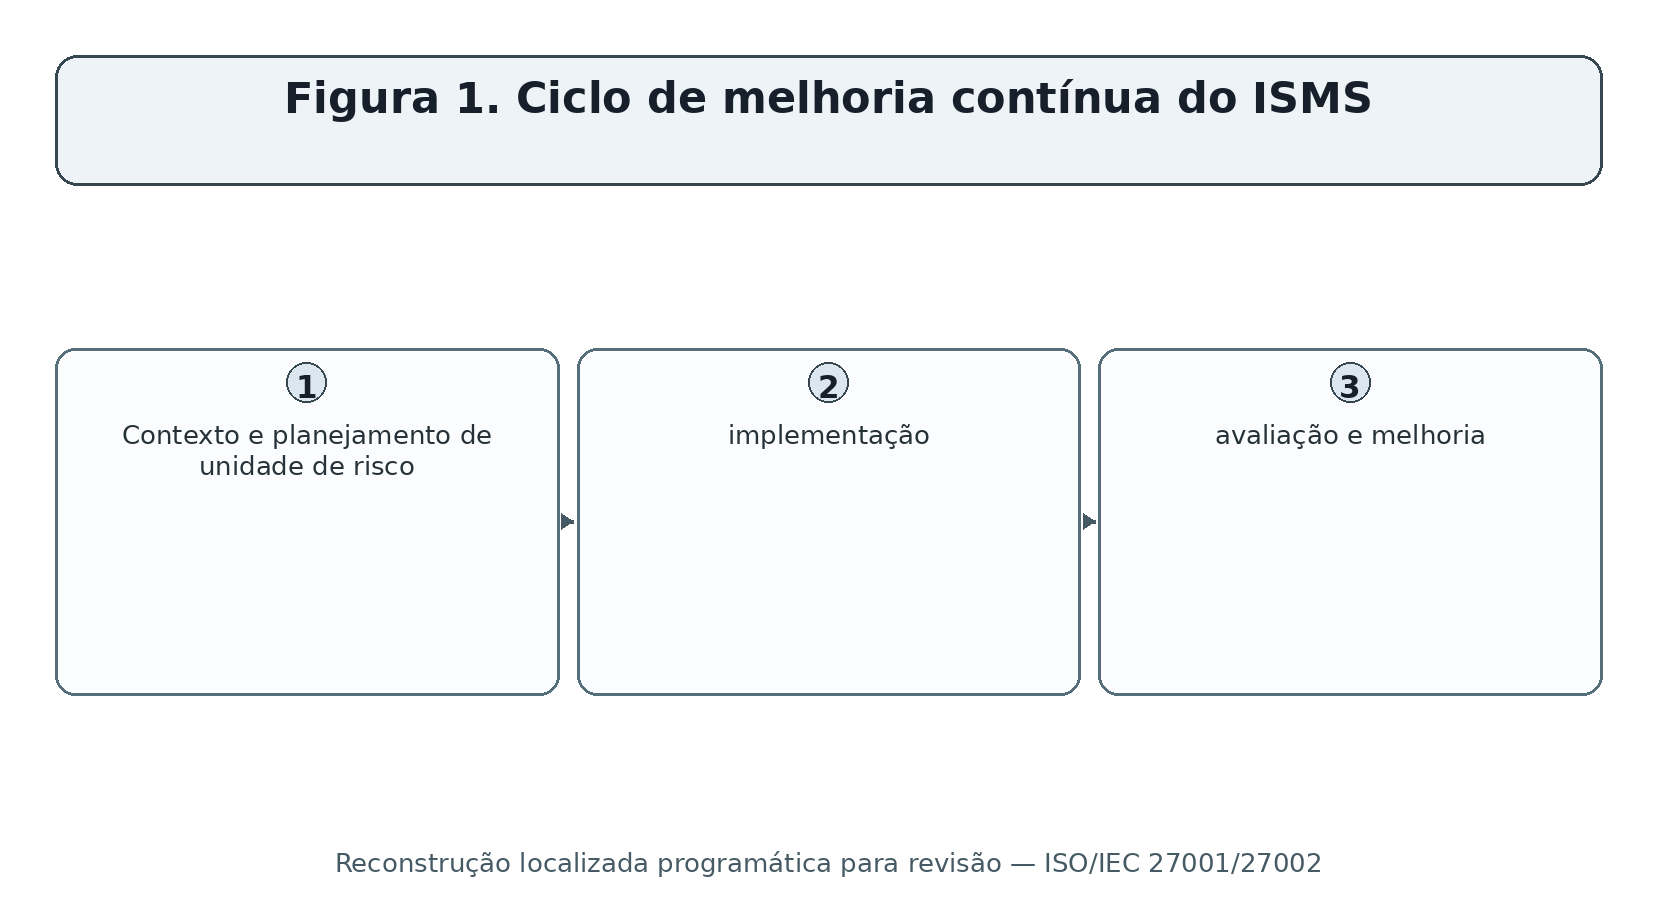 Figura 1. Ciclo de melhoria contínua do ISMS
1
Contexto e planejamento de
unidade de risco
2
implementação
3
avaliação e melhoria
Reconstrução localizada programática para revisão — ISO/IEC 27001/27002